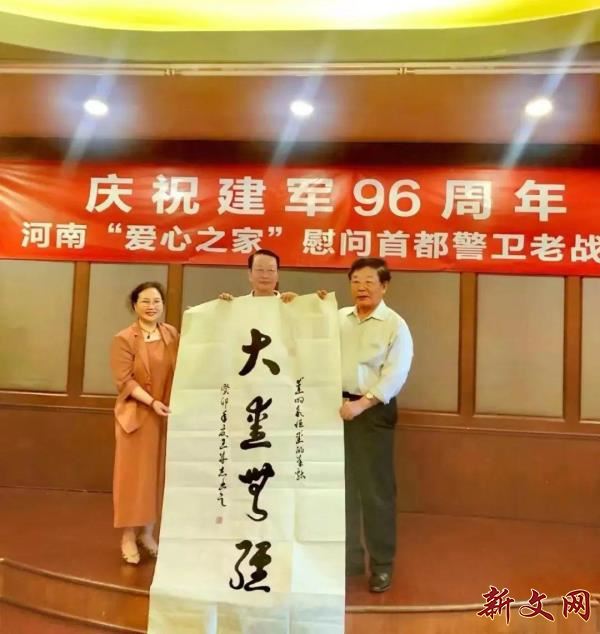 庆祝建军96周年
河南“爱心之家”慰问首都警卫老战
大爱无疆
新文网